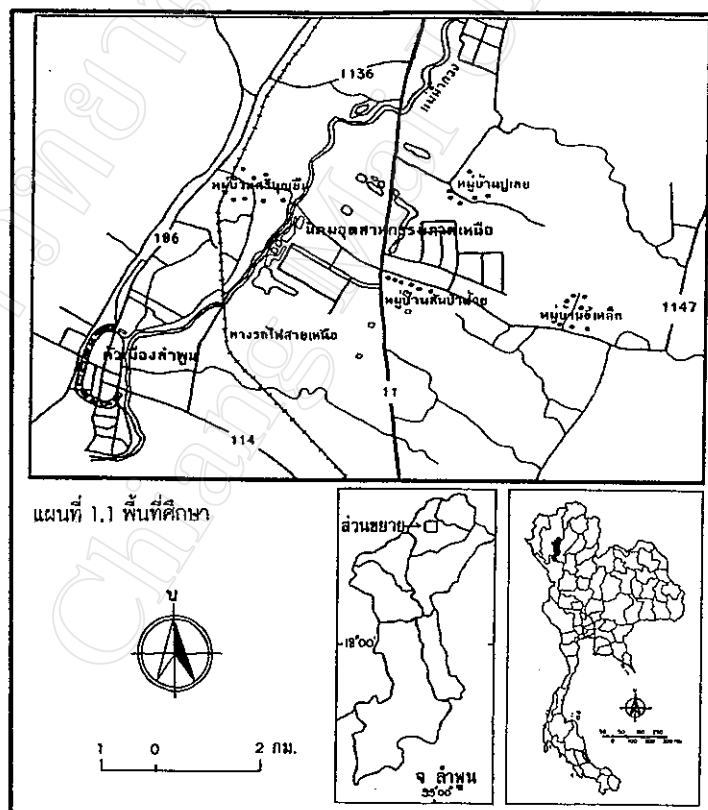 1136
แม่น้ำกวง
หมู่บ้านศรีบุญยืน
หมู่บ้านปูเลย
นิคมอุตสาหกรรมภาคเหนือ
106
หมู่บ้านสันป่าฝ้าย
หมู่บ้านขี้เหล็ก
1147
ทางรถไฟสายเหนือ
ตัวเมืองลำพูน
11
114
แผนที่ 1.1 พื้นที่ศึกษา
ส่วนขยาย
น
18°00'
1 0 2 กม.
จ ลำพูน
99°00'
Chiang Mai